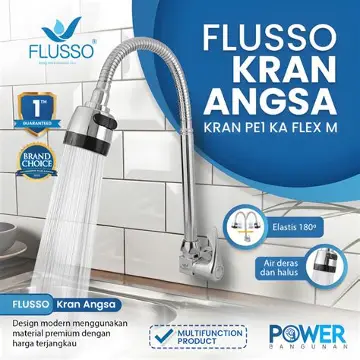 FLUSSO
FLUSSO
KRAN
ANGSA
KRAN PE1 KA FLEX M
1TH
GUARANTEED
BRAND
CHOICE
Elastis 180°
Air deras
dan halus
FLUSSO Kran Angsa
Design modern menggunakan
material premium dengan
harga terjangkau
MULTIFUNCTION
PRODUCT
POWER
BANGUNAN